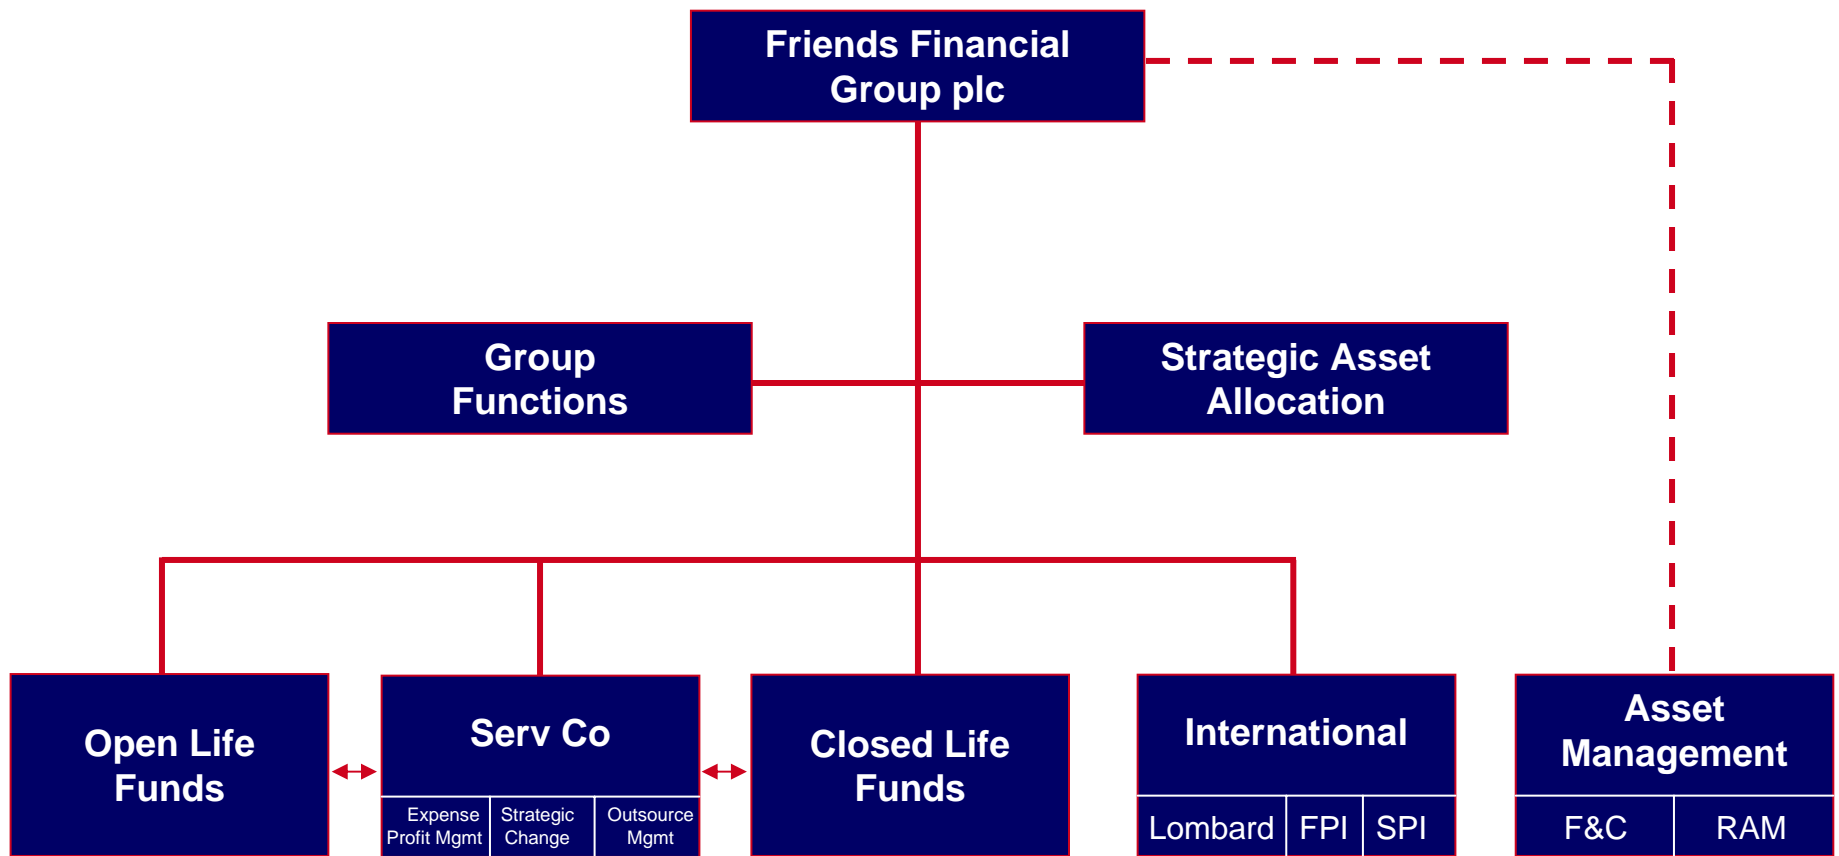 Friends Financial
Group plc
Group
Functions
Strategic Asset
Allocation
Open Life
Funds
Serv Co
Expense
Profit Mgmt
Strategic
Change
Outsource
Mgmt
Closed Life
Funds
International
Lombard
FPI
SPI
Asset
Management
F&C
RAM